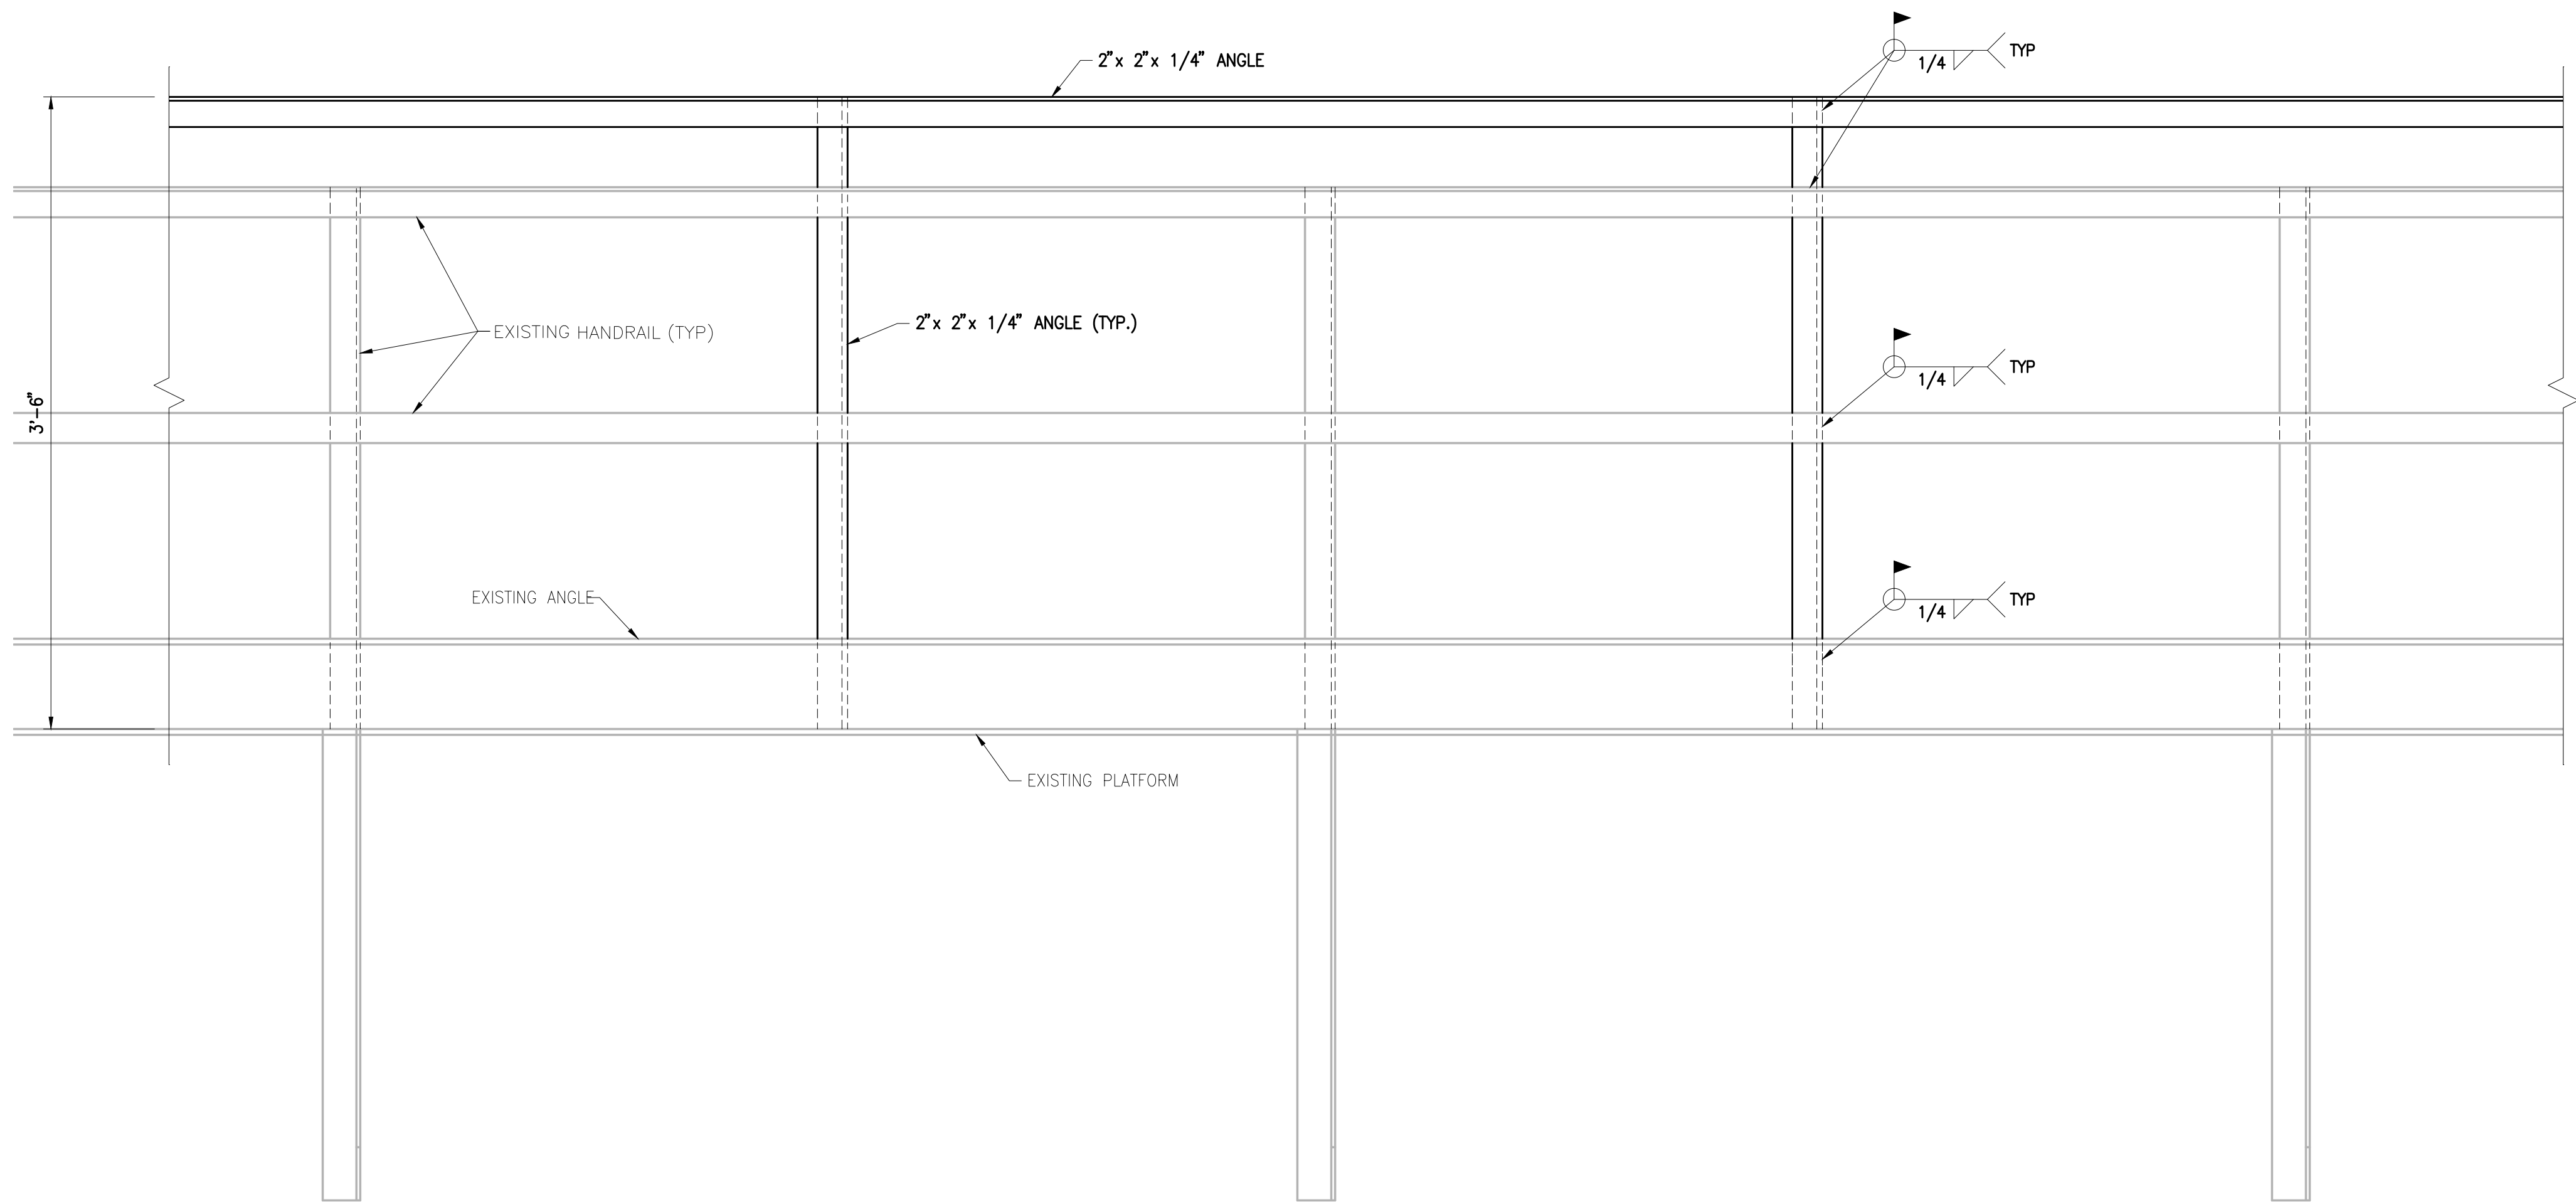 2"x 2"x 1/4" ANGLE
1/4
TYP
EXISTING HANDRAIL (TYP)
2"x 2"x 1/4" ANGLE (TYP.)
1/4
TYP
3'-6"
EXISTING ANGLE
1/4
TYP
EXISTING PLATFORM